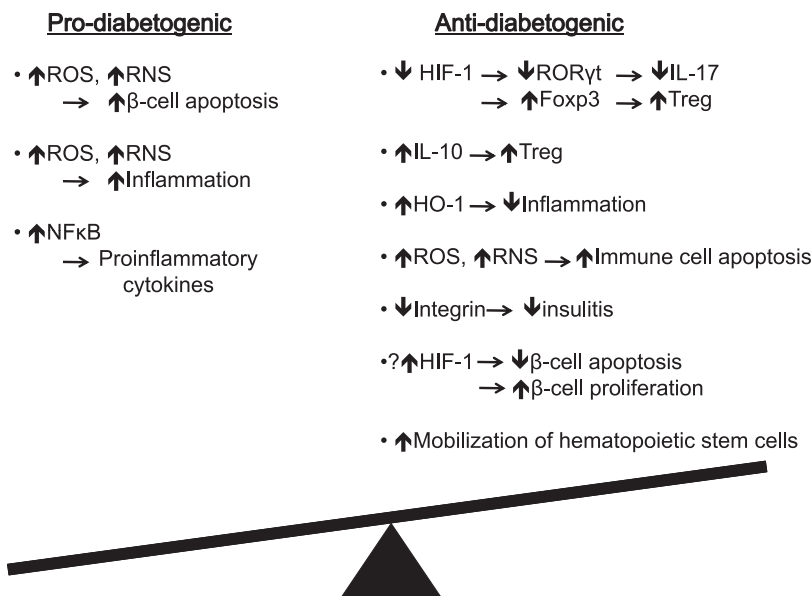 Pro-diabetogenic
• ↑ROS, ↑RNS
→ ↑β-cell apoptosis
• ↑ROS, ↑RNS
→ ↑Inflammation
• ↑NFκB
→ Proinflammatory
cytokines
Anti-diabetogenic
• ↓ HIF-1 → ↓RORγt → ↓IL-17
→ ↑Foxp3 → ↑Treg
• ↑IL-10 → ↑Treg
• ↑HO-1 → ↓Inflammation
• ↑ROS, ↑RNS → ↑Immune cell apoptosis
• ↓Integrin → ↓insulitis
•?↑HIF-1 → ↓β-cell apoptosis
→ ↑β-cell proliferation
• ↑Mobilization of hematopoietic stem cells